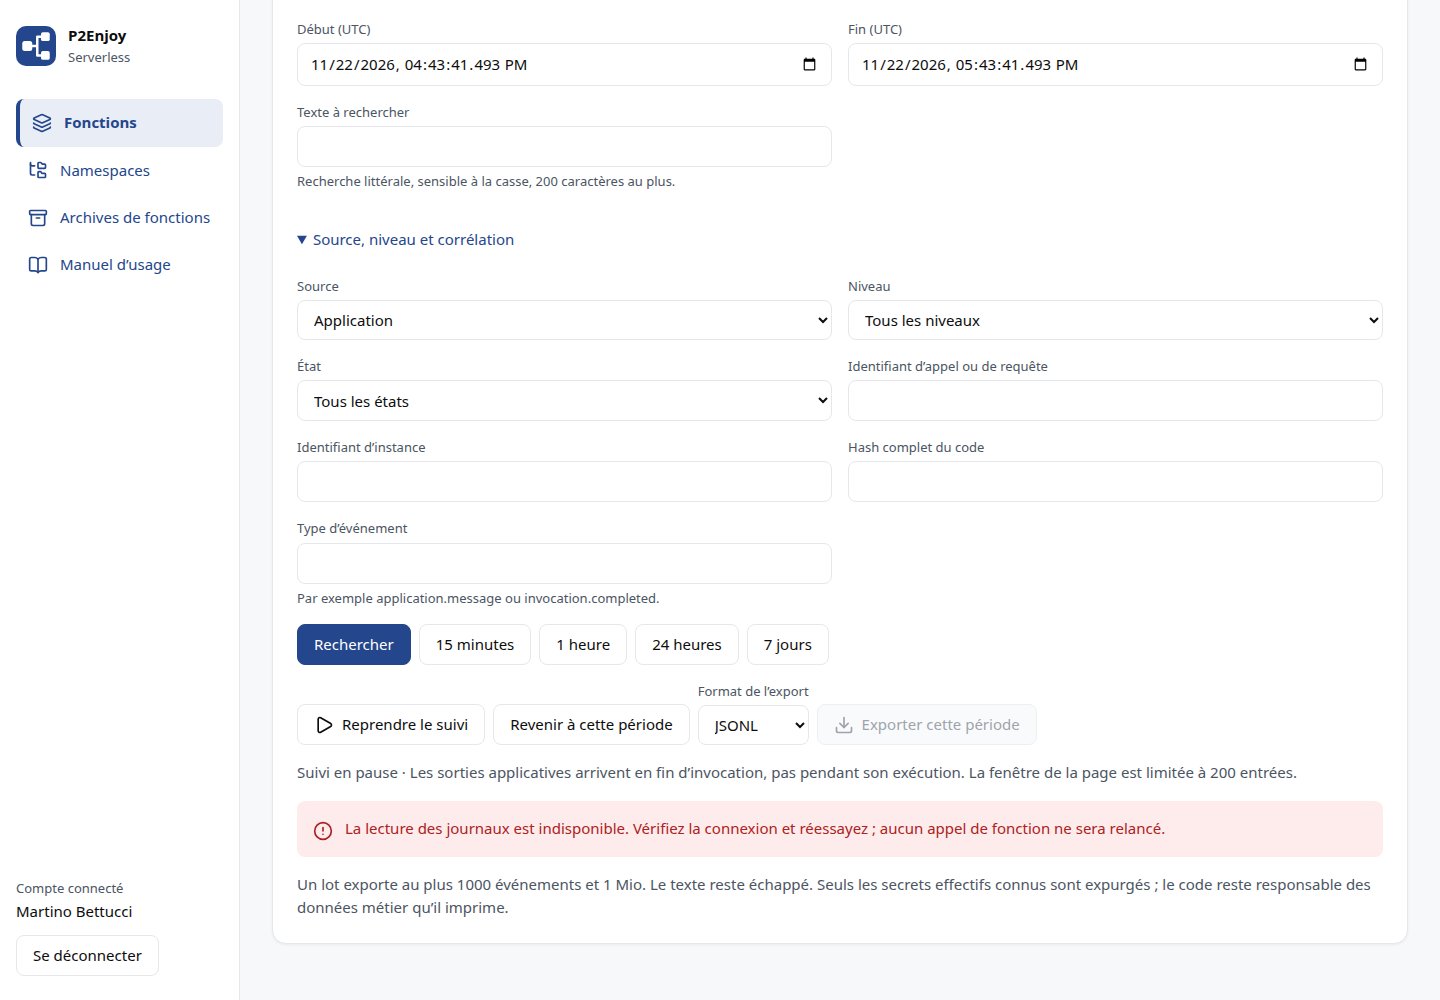 P2Enjoy
Serverless
Fonctions
Namespaces
Archives de fonctions
Manuel d’usage
Compte connecté
Martino Bettucci
Se déconnecter
Début (UTC)
Fin (UTC)
11/22/2026, 04:43:41.493 PM
11/22/2026, 05:43:41.493 PM
Texte à rechercher
Recherche littérale, sensible à la casse, 200 caractères au plus.
Source, niveau et corrélation
Source
Niveau
Application
Tous les niveaux
État
Identifiant d’appel ou de requête
Tous les états
Identifiant d’instance
Hash complet du code
Type d’événement
Par exemple application.message ou invocation.completed.
Rechercher
15 minutes
1 heure
24 heures
7 jours
Format de l’export
Reprendre le suivi
Revenir à cette période
JSONL
Exporter cette période
Suivi en pause · Les sorties applicatives arrivent en fin d’invocation, pas pendant son exécution. La fenêtre de la page est limitée à 200 entrées.
La lecture des journaux est indisponible. Vérifiez la connexion et réessayez ; aucun appel de fonction ne sera relancé.
Un lot exporte au plus 1000 événements et 1 Mio. Le texte reste échappé. Seuls les secrets effectifs connus sont expurgés ; le code reste responsable des
données métier qu’il imprime.